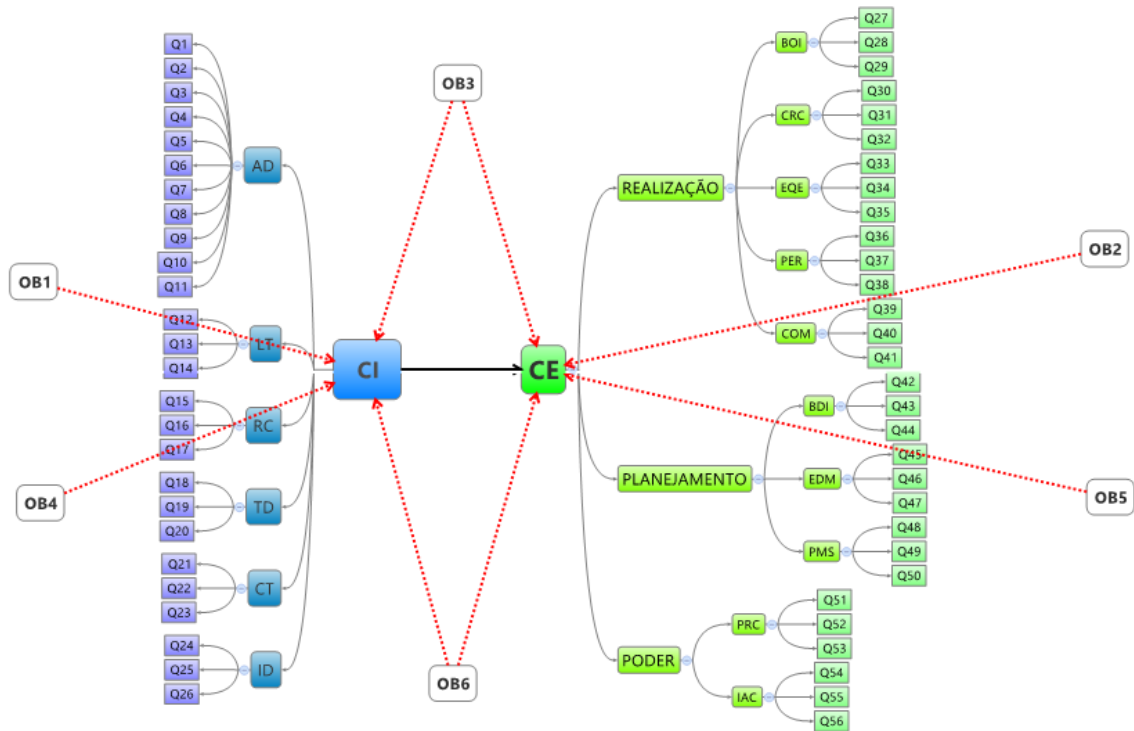 Q1
Q2
Q3
Q4
Q5
Q6
Q7
Q8
Q9
Q10
Q11
AD
Q12
Q13
Q14
LT
Q15
Q16
Q17
RC
Q18
Q19
Q20
TD
Q21
Q22
Q23
CT
Q24
Q25
Q26
ID
OB1
OB4
OB3
CI
CE
OB6
REALIZAÇÃO
BOI
Q27
Q28
Q29
CRC
Q30
Q31
Q32
EQE
Q33
Q34
Q35
PER
Q36
Q37
Q38
COM
Q39
Q40
Q41
PLANEJAMENTO
BDI
Q42
Q43
Q44
EDM
Q45
Q46
Q47
PMS
Q48
Q49
Q50
PODER
PRC
Q51
Q52
Q53
IAC
Q54
Q55
Q56
OB2
OB5